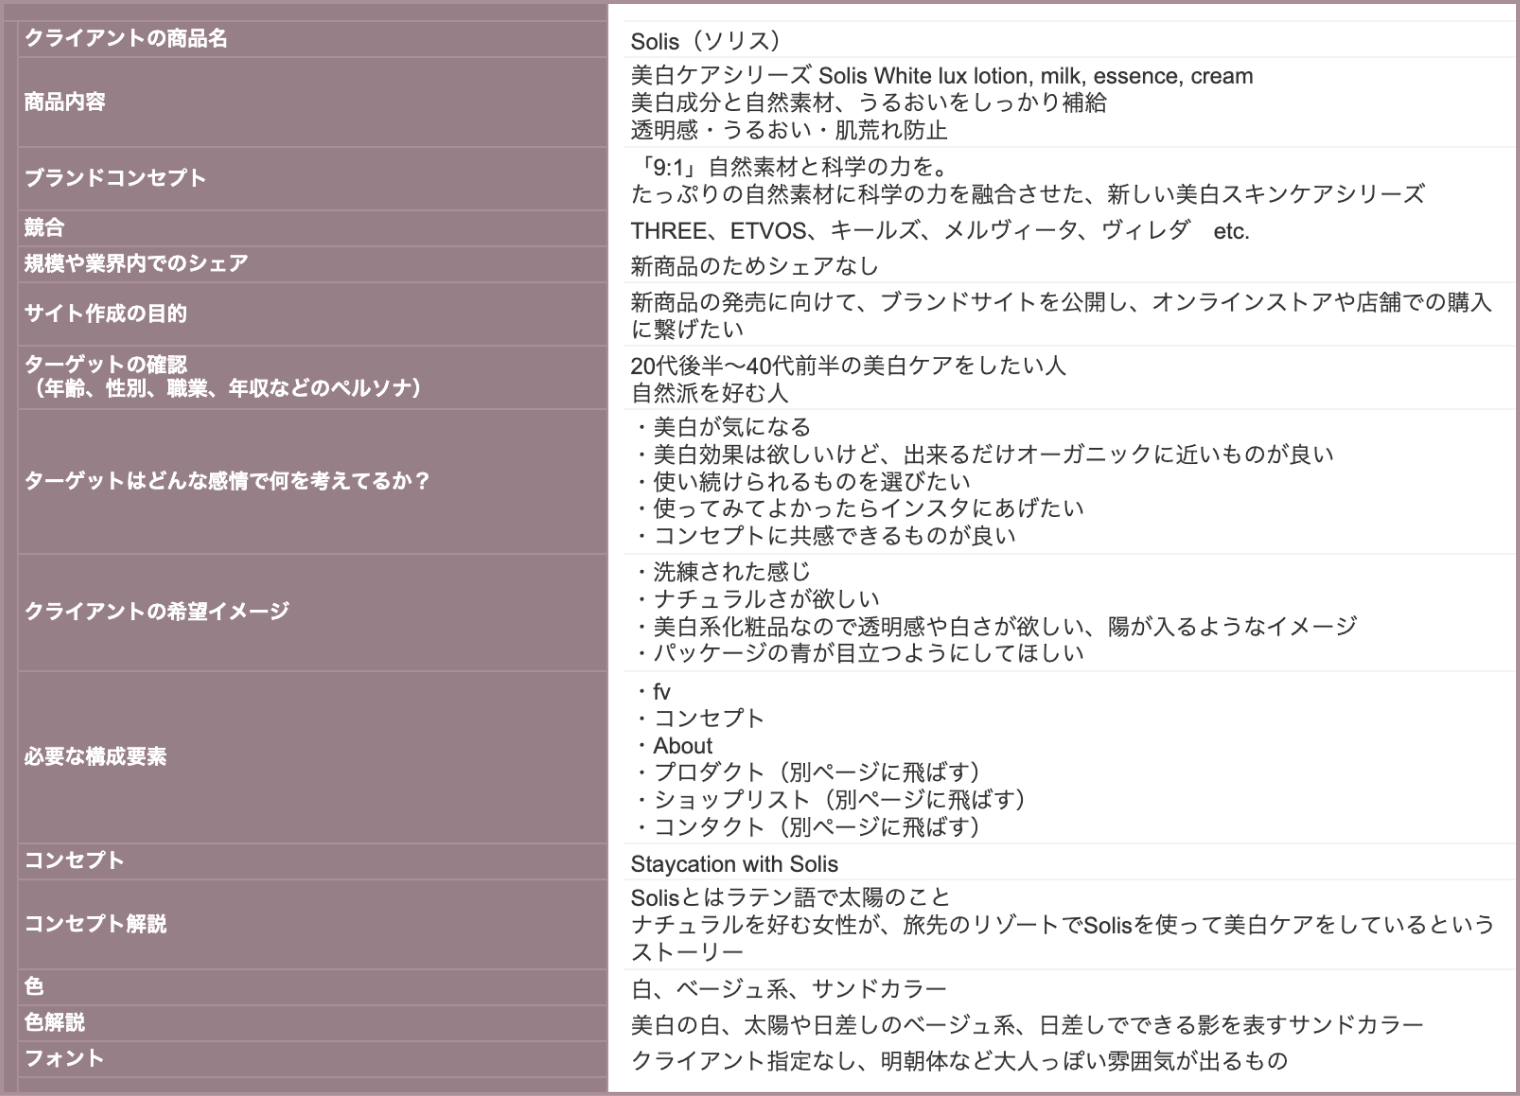 クライアントの商品名
Solis（ソリス）
商品内容
美白ケアシリーズ Solis White lux lotion, milk, essence, cream
美白成分と自然素材、うるおいをしっかり補給
透明感・うるおい・肌荒れ防止
ブランドコンセプト
「9:1」自然素材と科学の力を。
たっぷりの自然素材に科学の力を融合させた、新しい美白スキンケアシリーズ
競合
THREE、ETVOS、キールズ、メルヴィータ、ヴィレダ　etc.
規模や業界内でのシェア
新商品のためシェアなし
サイト作成の目的
新商品の発売に向けて、ブランドサイトを公開し、オンラインストアや店舗での購入
に繋げたい
ターゲットの確認
（年齢、性別、職業、年収などのペルソナ）
20代後半〜40代前半の美白ケアをしたい人
自然派を好む人
ターゲットはどんな感情で何を考えてるか？
・美白が気になる
・美白効果は欲しいけど、出来るだけオーガニックに近いものが良い
・使い続けられるものを選びたい
・使ってみてよかったらインスタにあげたい
・コンセプトに共感できるものが良い
クライアントの希望イメージ
・洗練された感じ
・ナチュラルさが欲しい
・美白系化粧品なので透明感や白さが欲しい、陽が入るようなイメージ
・パッケージの青が目立つようにしてほしい
必要な構成要素
・fv
・コンセプト
・About
・プロダクト（別ページに飛ばす）
・ショップリスト（別ページに飛ばす）
・コンタクト（別ページに飛ばす）
コンセプト
Staycation with Solis
コンセプト解説
Solisとはラテン語で太陽のこと
ナチュラルを好む女性が、旅先のリゾートでSolisを使って美白ケアをしているという
ストーリー
色
白、ベージュ系、サンドカラー
色解説
美白の白、太陽や日差しのベージュ系、日差しでできる影を表すサンドカラー
フォント
クライアント指定なし、明朝体など大人っぽい雰囲気が出るもの